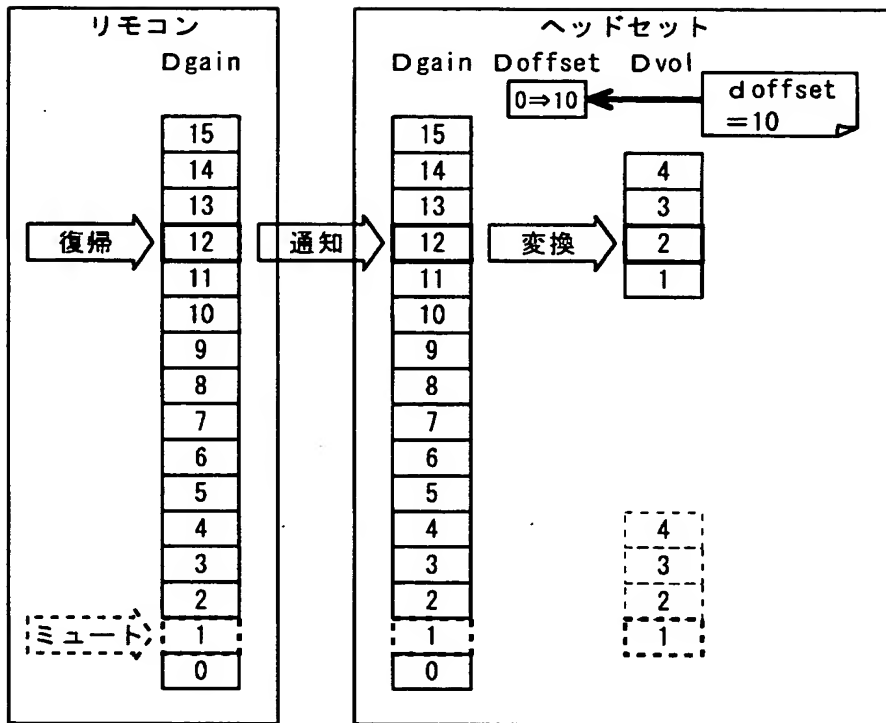 リモコン ヘッドセット
Dgain Dgain Doffset Dvol
0⇒10 doffset
=10
15 15
14 14 4
13 13 3
復帰 12 通知 12 変換 2
11 11 1
10 10
9 9
8 8
7 7
6 6
5 5
4 4 4
3 3 3
2 2 2
ミュート 1 1 1
0 0